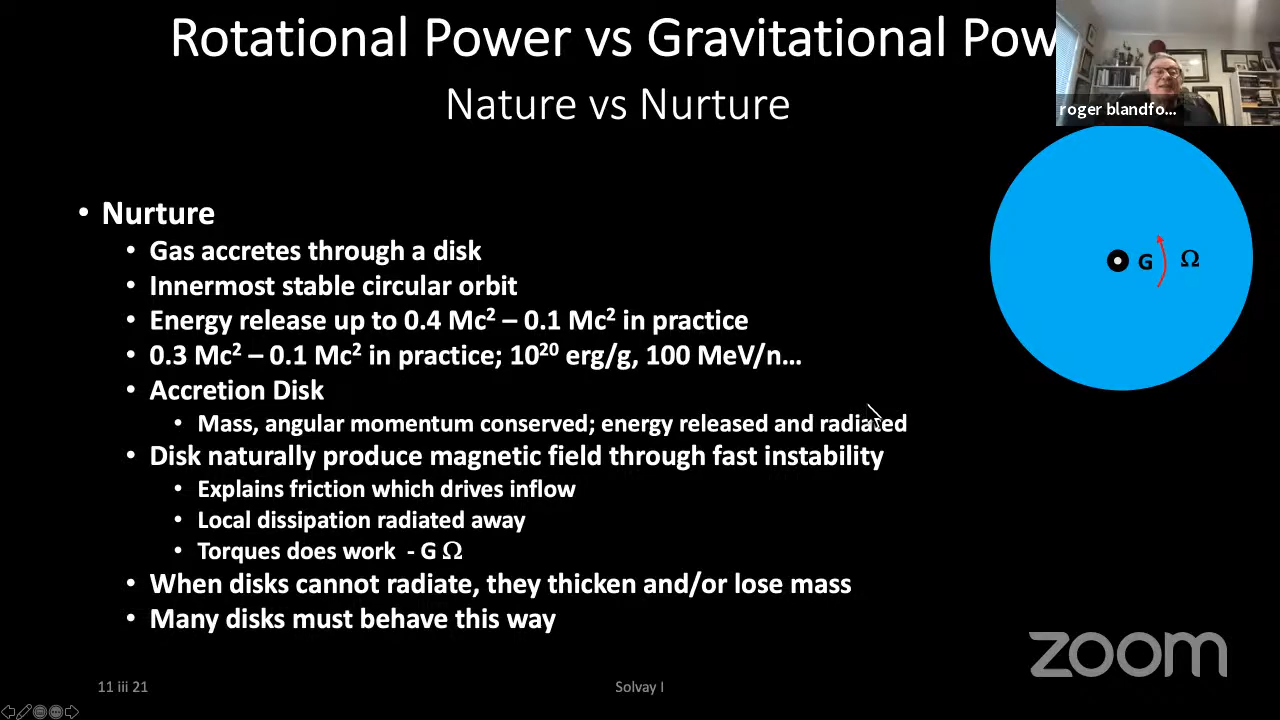 Rotational Power vs Gravitational Pow
Nature vs Nurture
roger blandfo...
• Nurture
• Gas accretes through a disk
• Innermost stable circular orbit
• Energy release up to 0.4 Mc² – 0.1 Mc² in practice
• 0.3 Mc² – 0.1 Mc² in practice; 10²⁰ erg/g, 100 MeV/n...
• Accretion Disk
• Mass, angular momentum conserved; energy released and radiated
• Disk naturally produce magnetic field through fast instability
• Explains friction which drives inflow
• Local dissipation radiated away
• Torques does work - G Ω
• When disks cannot radiate, they thicken and/or lose mass
• Many disks must behave this way
G Ω
11 iii 21
Solvay I
zoom